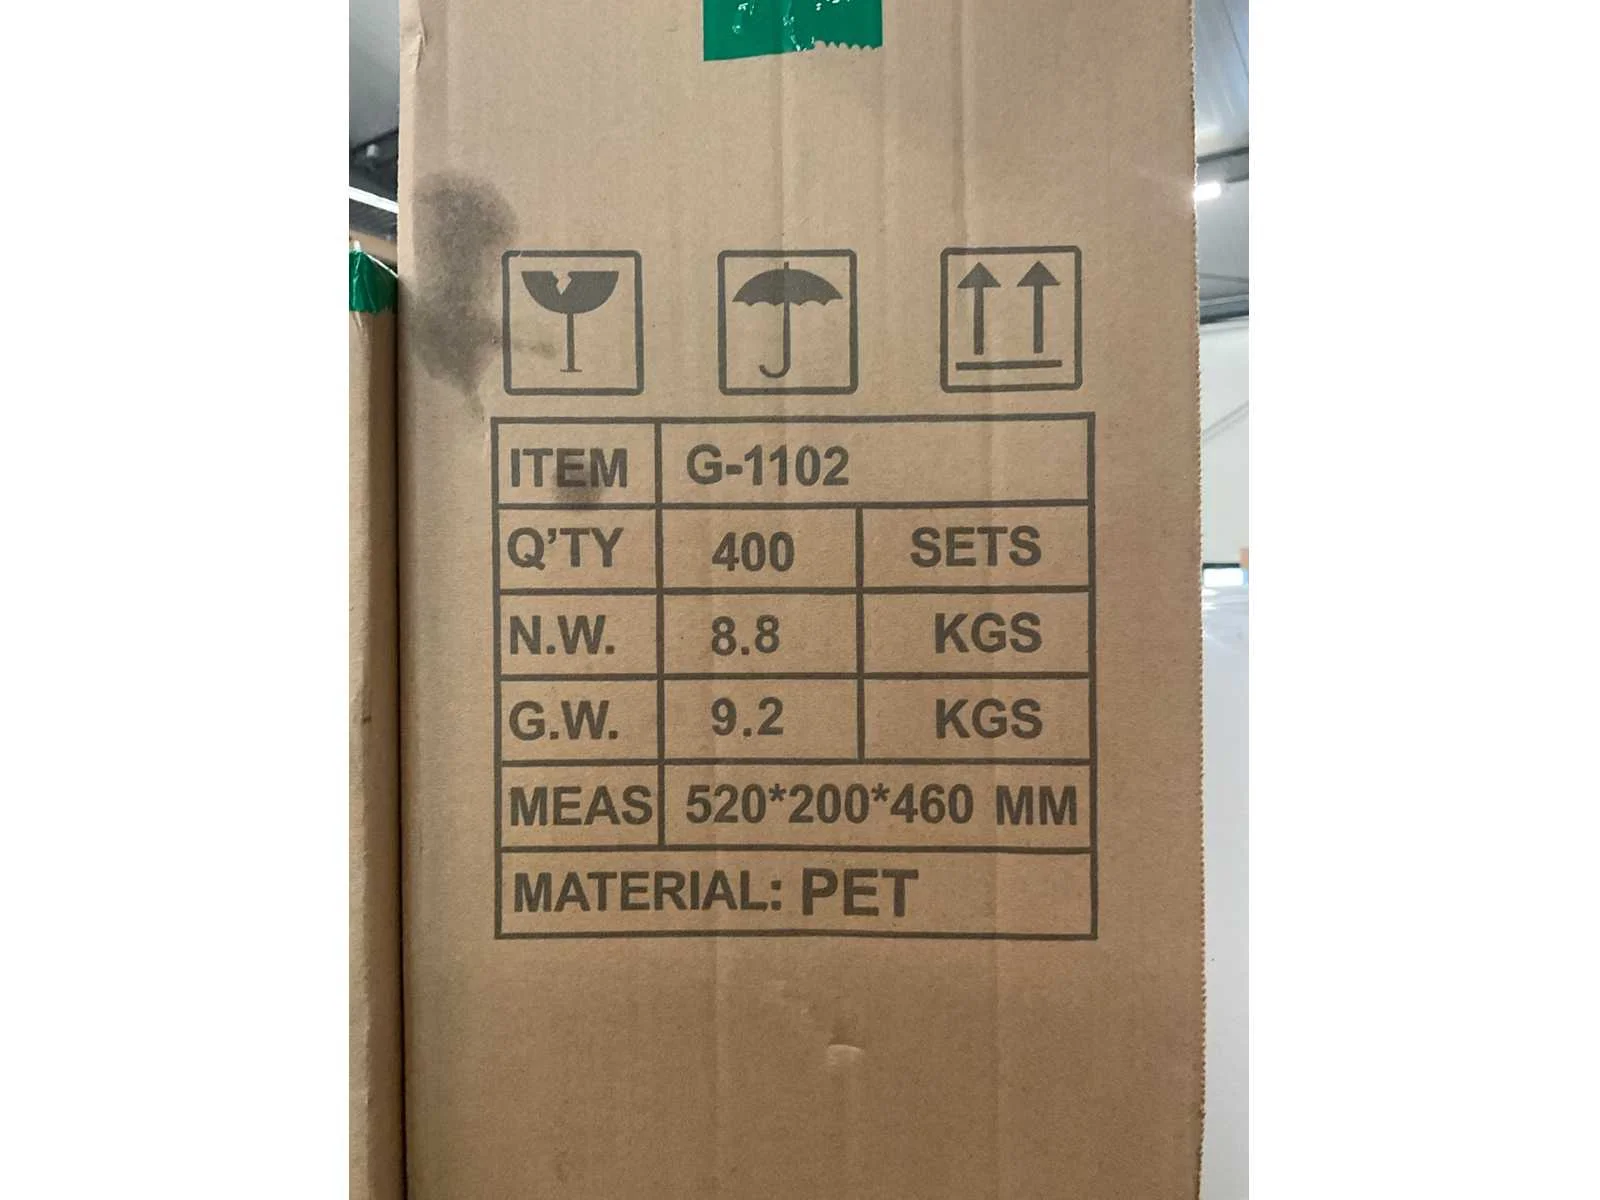 ITEM G-1102
Q'TY 400 SETS
N.W. 8.8 KGS
G.W. 9.2 KGS
MEAS 520*200*460 MM
MATERIAL: PET